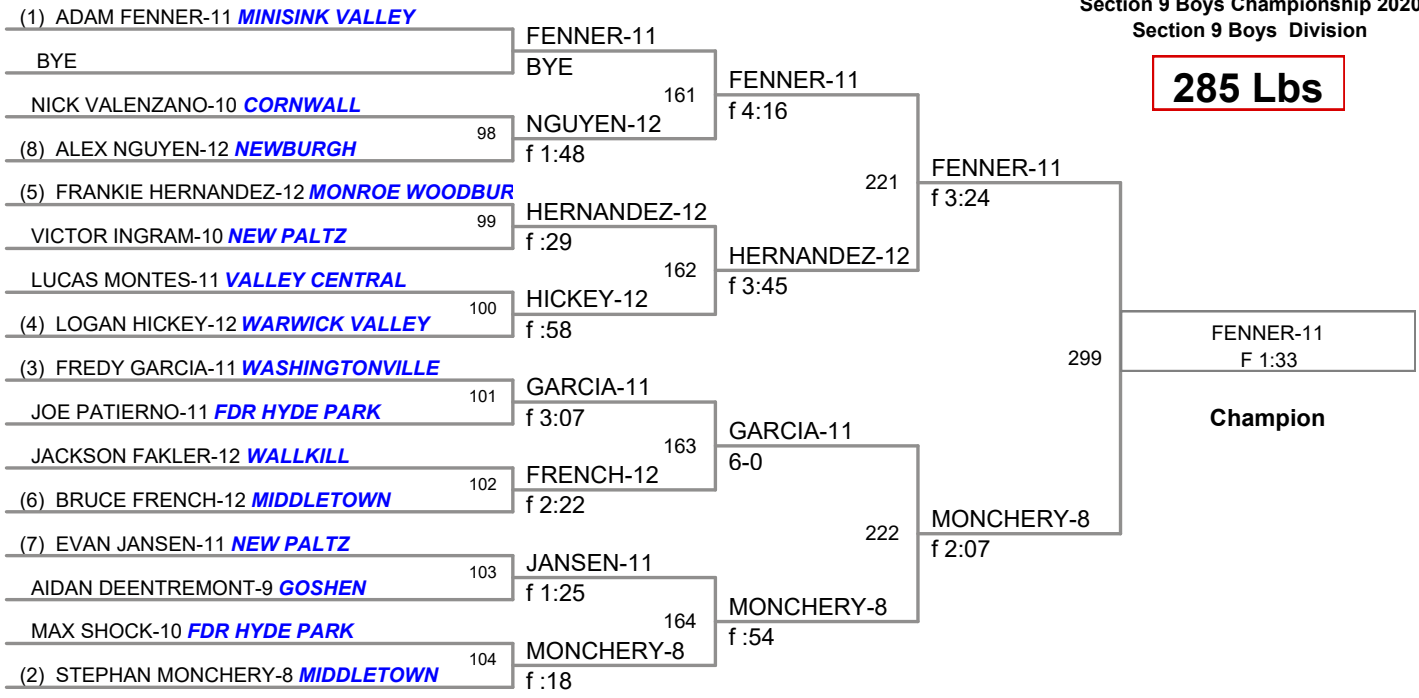 Section 9 Boys Championship 2020
Section 9 Boys Division
285 Lbs
(1) ADAM FENNER-11 MINISINK VALLEY
BYE
NICK VALENZANO-10 CORNWALL
(8) ALEX NGUYEN-12 NEWBURGH
(5) FRANKIE HERNANDEZ-12 MONROE WOODBUR
VICTOR INGRAM-10 NEW PALTZ
LUCAS MONTES-11 VALLEY CENTRAL
(4) LOGAN HICKEY-12 WARWICK VALLEY
(3) FREDY GARCIA-11 WASHINGTONVILLE
JOE PATIERNO-11 FDR HYDE PARK
JACKSON FAKLER-12 WALLKILL
(6) BRUCE FRENCH-12 MIDDLETOWN
(7) EVAN JANSEN-11 NEW PALTZ
AIDAN DEENTREMONT-9 GOSHEN
MAX SHOCK-10 FDR HYDE PARK
(2) STEPHAN MONCHERY-8 MIDDLETOWN
98
99
100
101
102
103
104
FENNER-11
BYE
NGUYEN-12
f 1:48
HERNANDEZ-12
f :29
HICKEY-12
f :58
GARCIA-11
f 3:07
FRENCH-12
f 2:22
JANSEN-11
f 1:25
MONCHERY-8
f :18
161
162
163
164
FENNER-11
f 4:16
HERNANDEZ-12
f 3:45
GARCIA-11
6-0
MONCHERY-8
f :54
221
222
FENNER-11
f 3:24
MONCHERY-8
f 2:07
299
FENNER-11
F 1:33
Champion